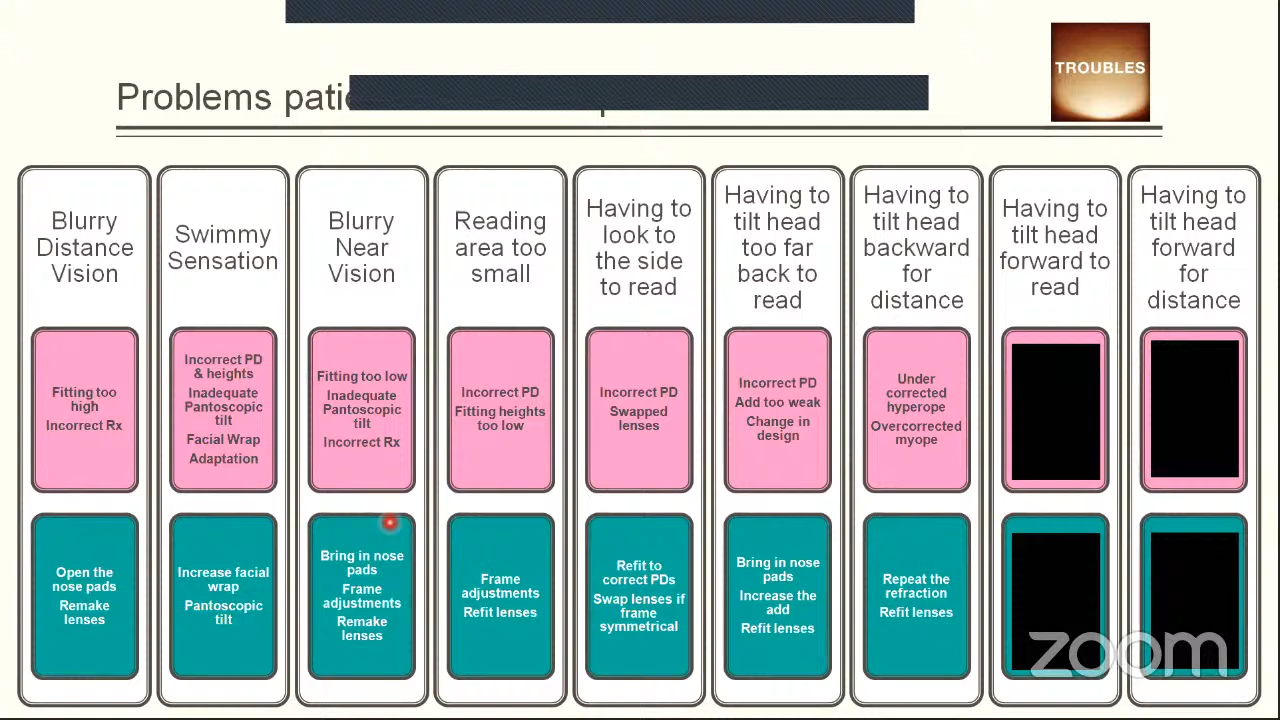 TROUBLES
Problems
Blurry
Distance
Vision
Fitting too
high
Incorrect Rx
Open the
nose pads
Remake
lenses
Swimmy
Sensation
Incorrect PD
& heights
Inadequate
Pantoscopic
tilt
Facial Wrap
Adaptation
Increase facial
wrap
Pantoscopic
tilt
Blurry
Near
Vision
Fitting too low
Inadequate
Pantoscopic
tilt
Incorrect Rx
Bring in nose
pads
Frame
adjustments
Remake
lenses
Reading
area too
small
Incorrect PD
Fitting heights
too low
Frame
adjustments
Refit lenses
Having to
look to
the side
to read
Incorrect PD
Swapped
lenses
Refit to
correct PDs
Swap lenses if
frame
symmetrical
Having to
tilt head
too far
back to
read
Incorrect PD
Add too weak
Change in
design
Bring in nose
pads
Increase the
add
Refit lenses
Having to
tilt head
backward
for
distance
Under
corrected
hyperope
Overcorrected
myope
Repeat the
refraction
Refit lenses
Having to
tilt head
forward to
read
Having to
tilt head
forward
for
distance
zoom